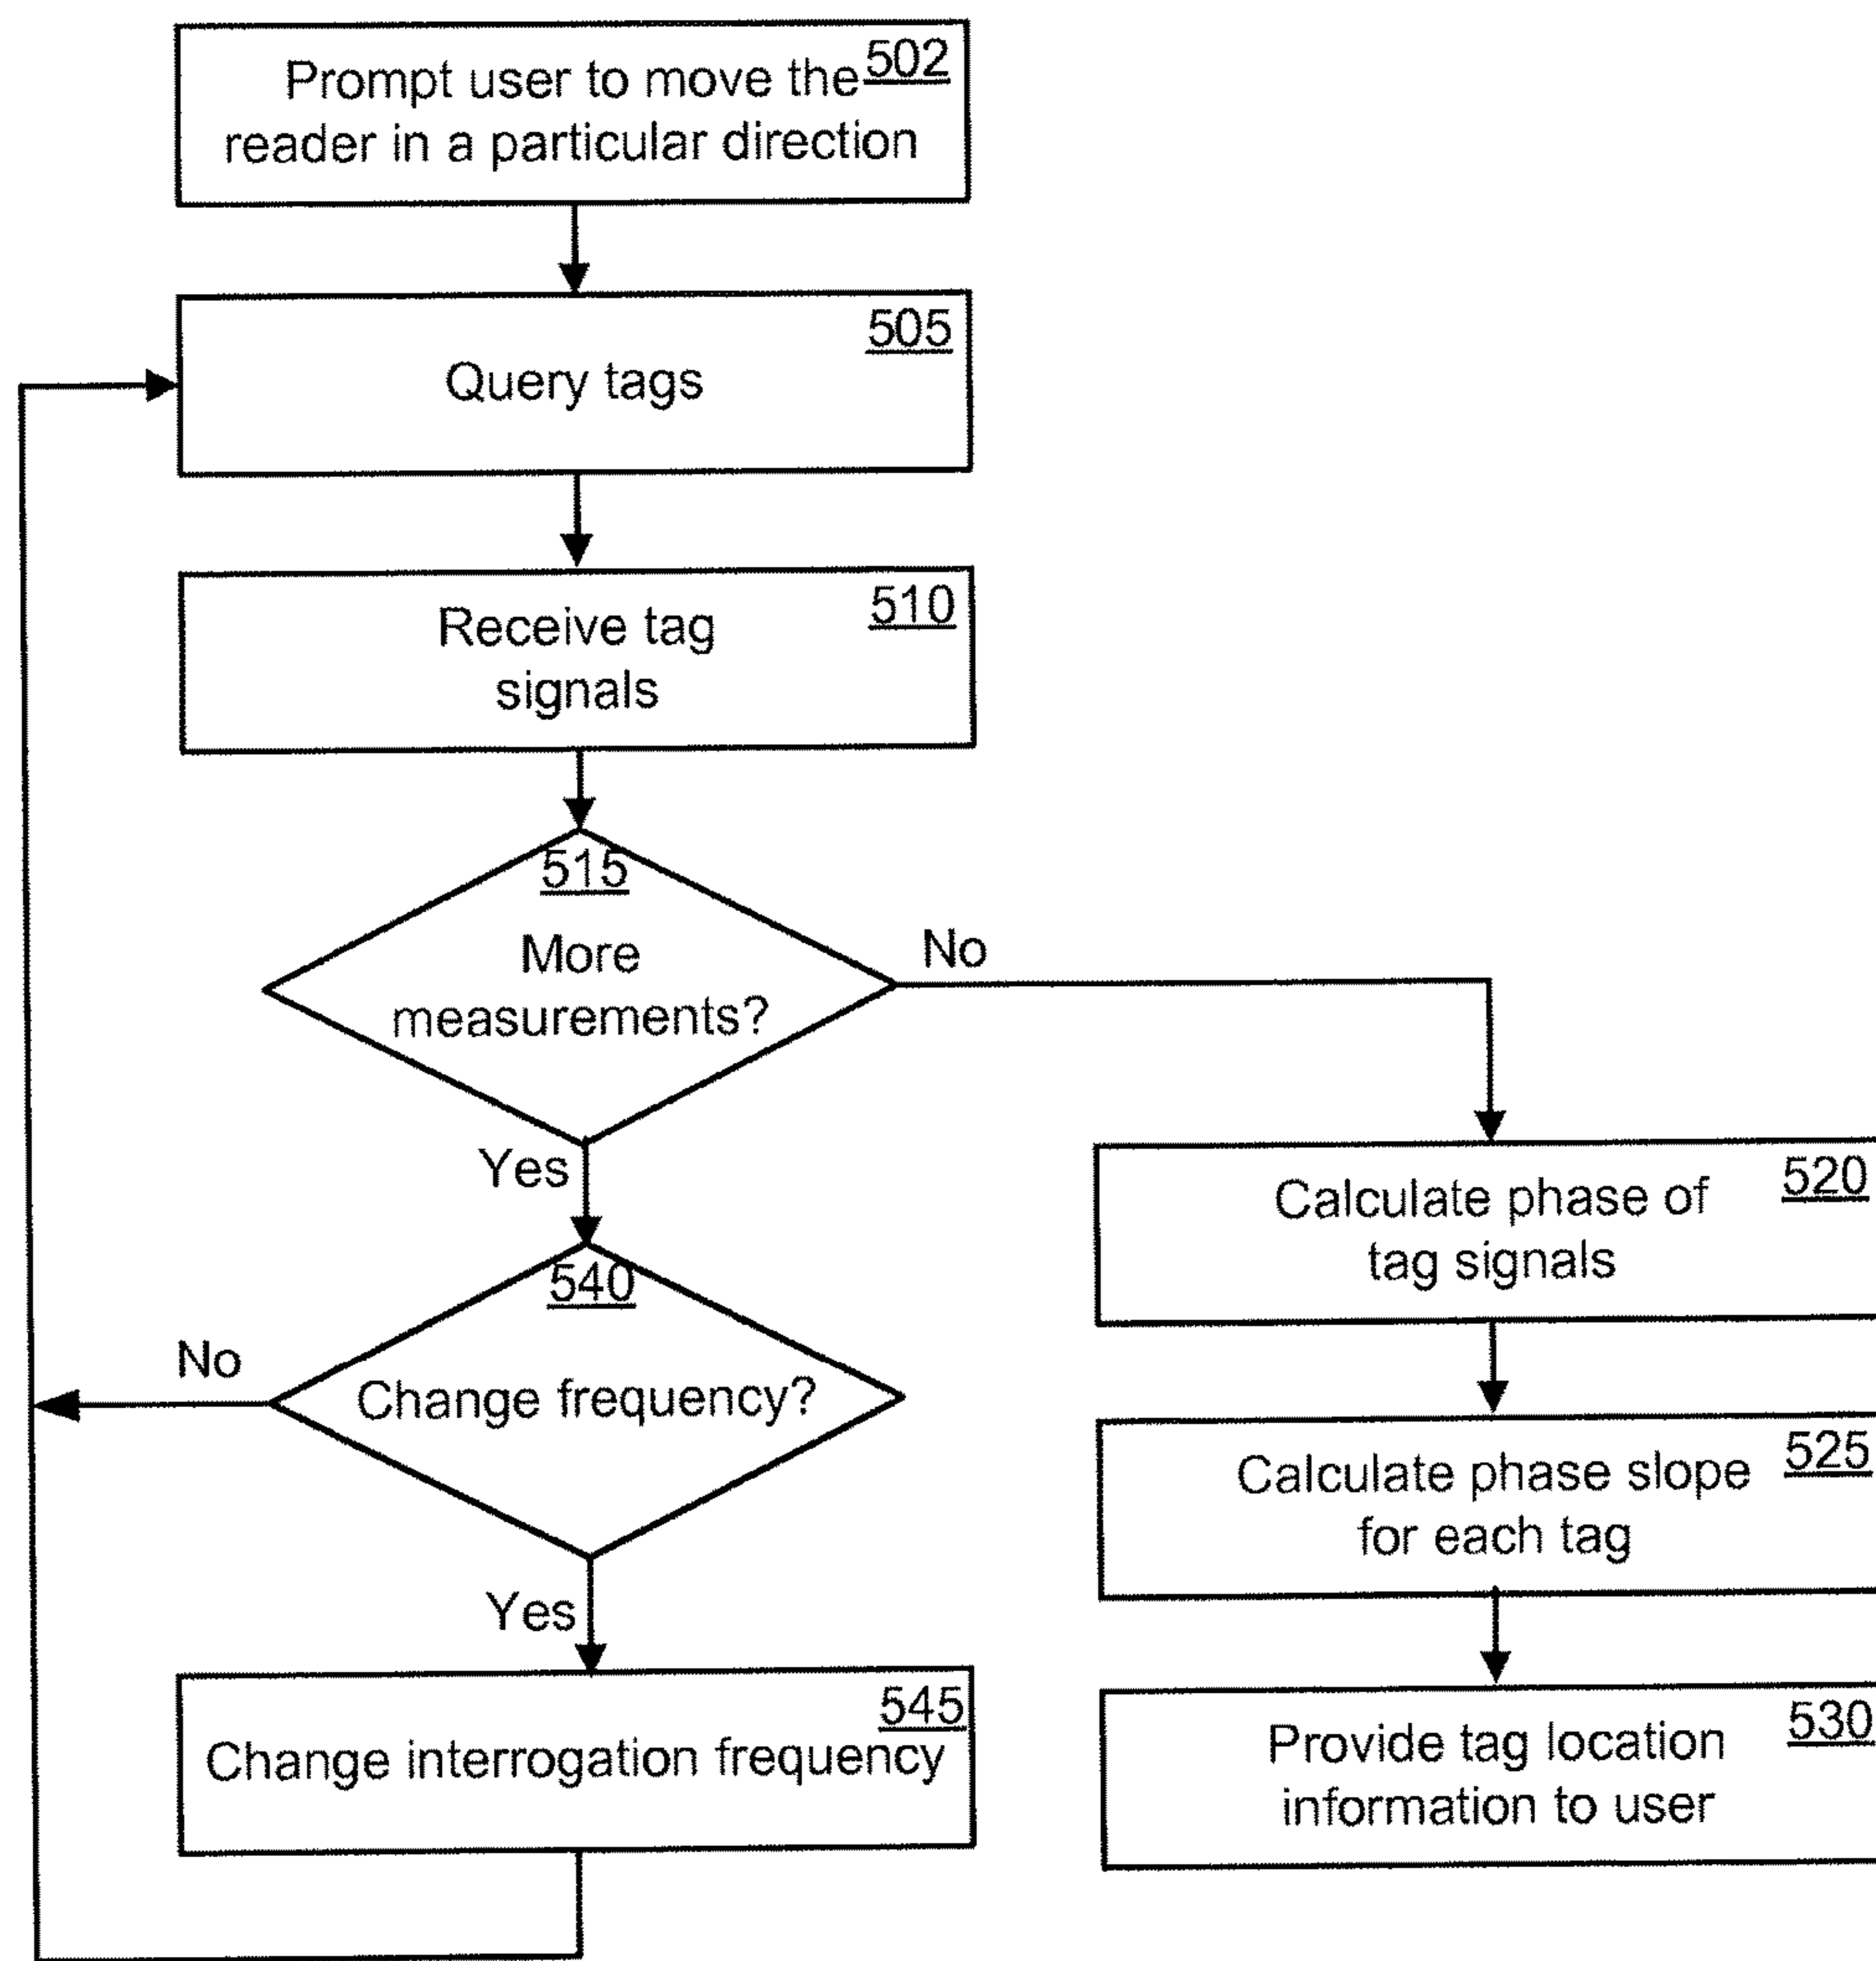 502
Prompt user to move the
reader in a particular direction
505
Query tags
510
Receive tag
signals
515
More
measurements?
No
Yes
540
Change frequency?
No
Yes
545
Change interrogation frequency
520
Calculate phase of
tag signals
525
Calculate phase slope
for each tag
530
Provide tag location
information to user